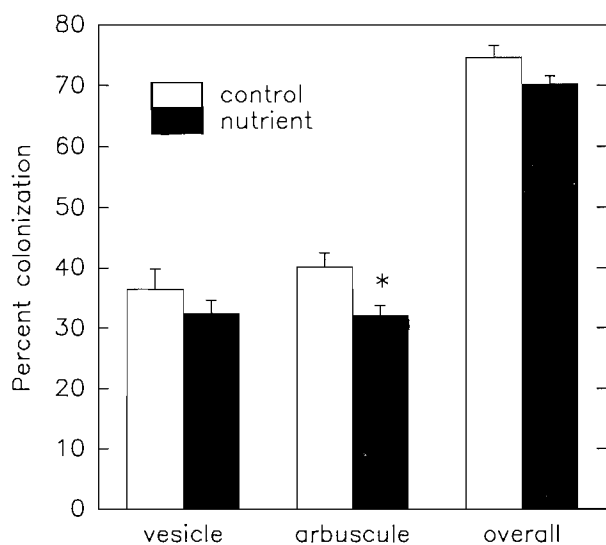 80
70
60
50
40
30
20
10
0
Percent colonization
control
nutrient
*
vesicle arbuscule overall